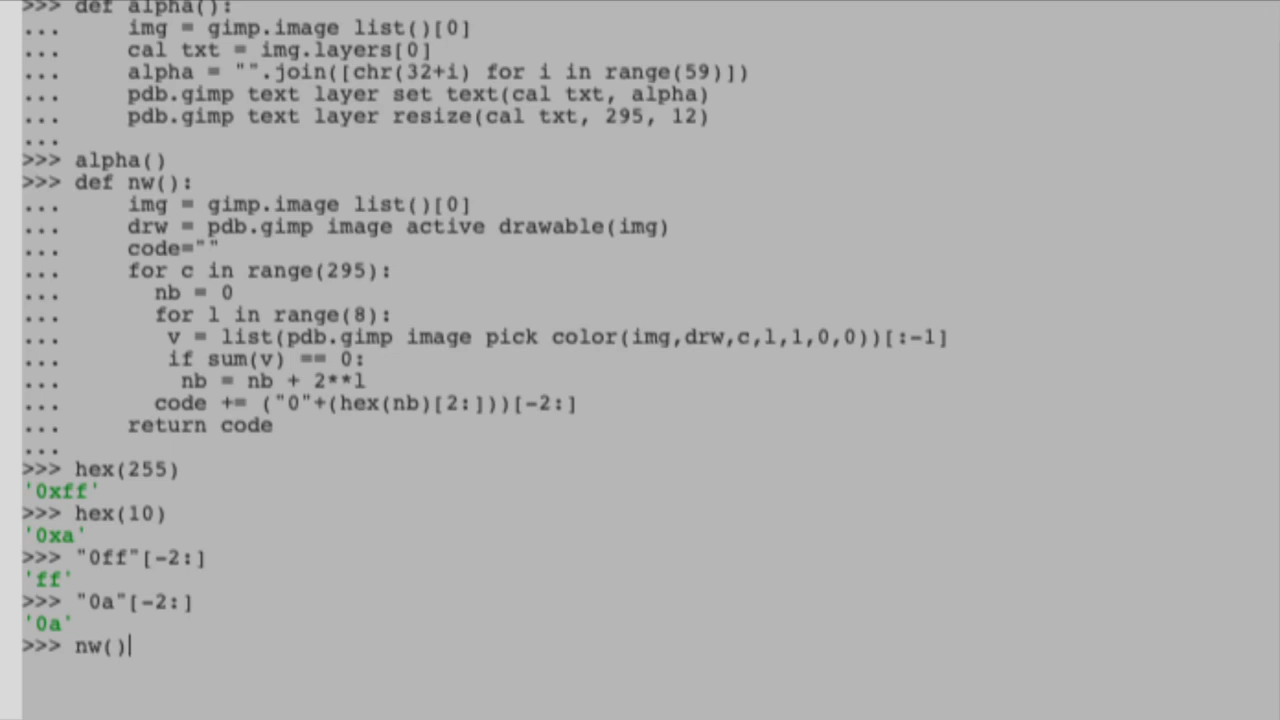 >>> def alpha():
...     img = gimp.image list()[0]
...     cal txt = img.layers[0]
...     alpha = "".join([chr(32+i) for i in range(59)])
...     pdb.gimp text layer set text(cal txt, alpha)
...     pdb.gimp text layer resize(cal txt, 295, 12)
...
>>> alpha()
>>> def nw():
...     img = gimp.image list()[0]
...     drw = pdb.gimp image active drawable(img)
...     code=""
...     for c in range(295):
...       nb = 0
...       for l in range(8):
...        v = list(pdb.gimp image pick color(img,drw,c,l,1,0,0))[:-1]
...        if sum(v) == 0:
...         nb = nb + 2**l
...       code += ("0"+(hex(nb)[2:]))[-2:]
...     return code
...
>>> hex(255)
'0xff'
>>> hex(10)
'0xa'
>>> "0ff"[-2:]
'ff'
>>> "0a"[-2:]
'0a'
>>> nw()